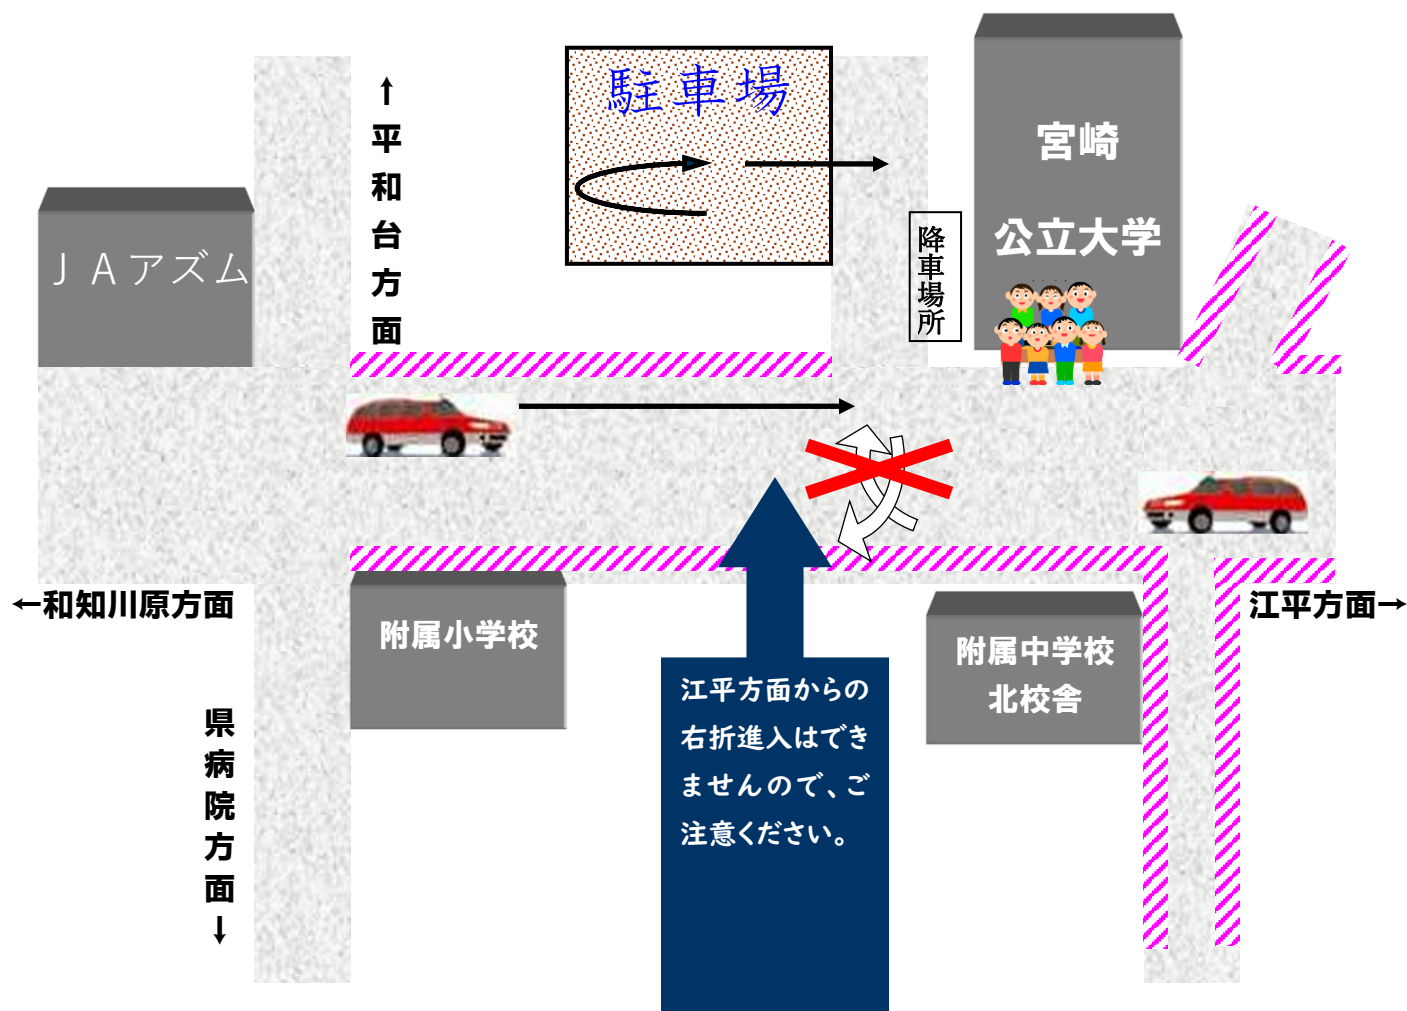 駐車場
宮崎
公立大学
降車場所
↑平和台方面
ＪＡアズム
←和知川原方面
江平方面→
附属小学校
附属中学校
北校舎
県病院方面↓
江平方面からの
右折進入はでき
ませんので、ご
注意ください。